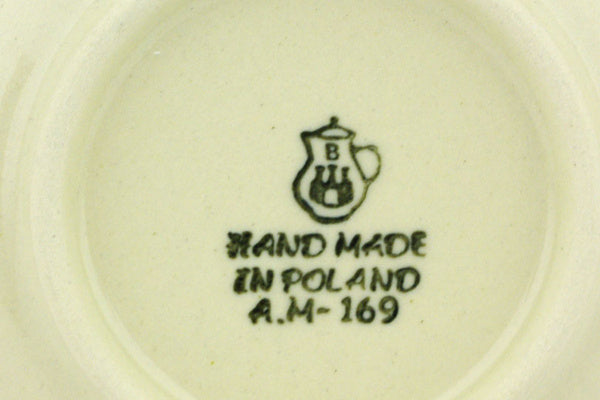 B
HAND MADE
IN POLAND
A.M-169